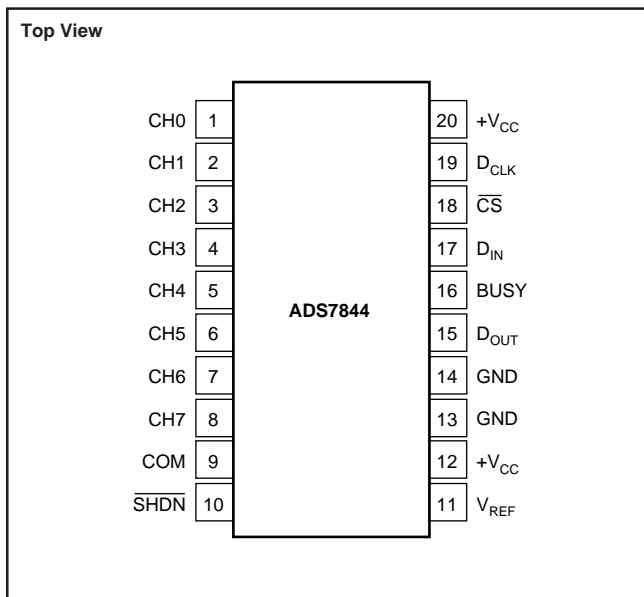 Top View
CH0 1 20 +VCC
CH1 2 19 DCLK
CH2 3 18 C̅S̅
CH3 4 17 DIN
CH4 5 16 BUSY
ADS7844
CH5 6 15 DOUT
CH6 7 14 GND
CH7 8 13 GND
COM 9 12 +VCC
S̅H̅D̅N̅ 10 11 VREF